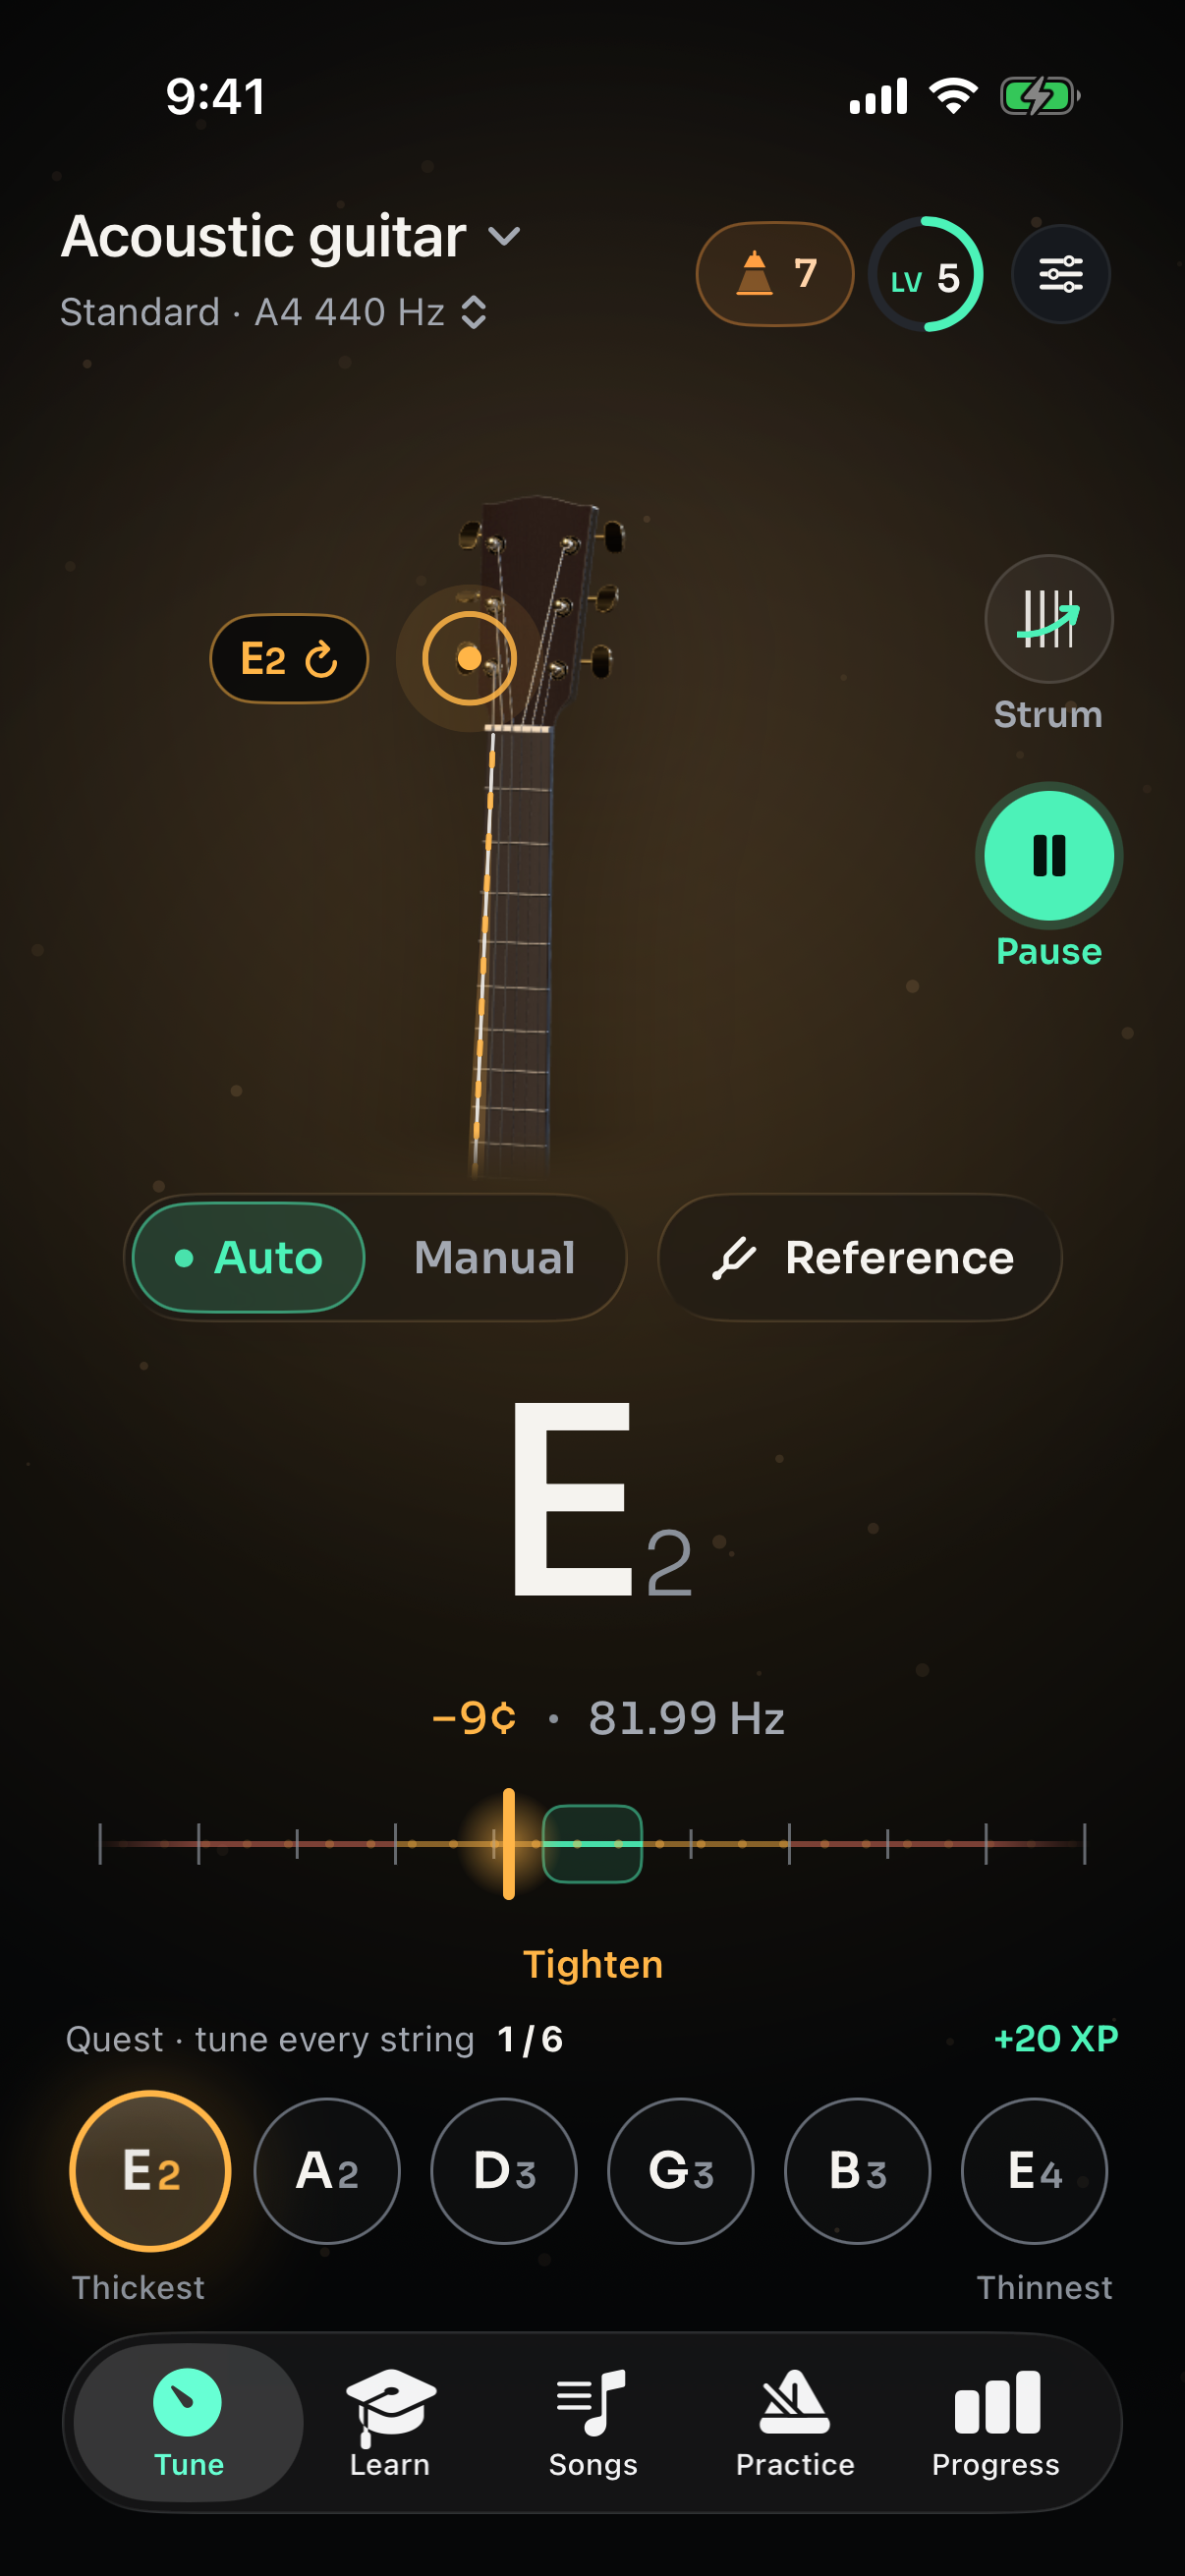 9:41
Acoustic guitar
Standard · A4 440 Hz
7
LV 5
E2
Strum
Pause
Auto
Manual
Reference
E2
−9¢ · 81.99 Hz
Tighten
Quest · tune every string 1/6
+20 XP
E2
A2
D3
G3
B3
E4
Thickest
Thinnest
Tune
Learn
Songs
Practice
Progress